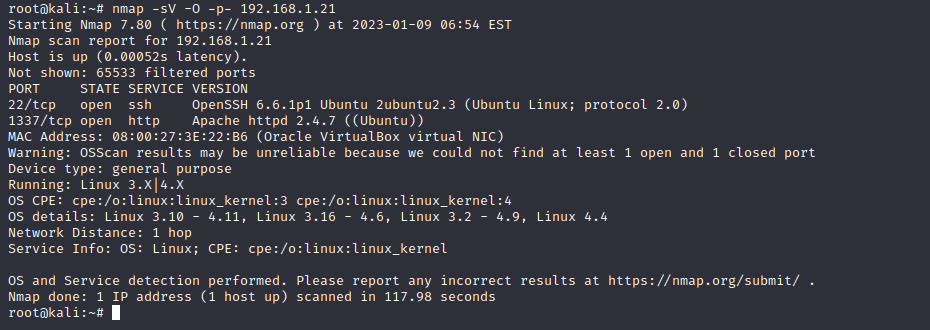 root@kali:~# nmap -sV -O -p- 192.168.1.21
Starting Nmap 7.80 ( https://nmap.org ) at 2023-01-09 06:54 EST
Nmap scan report for 192.168.1.21
Host is up (0.00052s latency).
Not shown: 65533 filtered ports
PORT     STATE SERVICE VERSION
22/tcp   open  ssh     OpenSSH 6.6.1p1 Ubuntu 2ubuntu2.3 (Ubuntu Linux; protocol 2.0)
1337/tcp open  http    Apache httpd 2.4.7 ((Ubuntu))
MAC Address: 08:00:27:3E:22:B6 (Oracle VirtualBox virtual NIC)
Warning: OSScan results may be unreliable because we could not find at least 1 open and 1 closed port
Device type: general purpose
Running: Linux 3.X|4.X
OS CPE: cpe:/o:linux:linux_kernel:3 cpe:/o:linux:linux_kernel:4
OS details: Linux 3.10 - 4.11, Linux 3.16 - 4.6, Linux 3.2 - 4.9, Linux 4.4
Network Distance: 1 hop
Service Info: OS: Linux; CPE: cpe:/o:linux:linux_kernel
OS and Service detection performed. Please report any incorrect results at https://nmap.org/submit/ .
Nmap done: 1 IP address (1 host up) scanned in 117.98 seconds
root@kali:~#